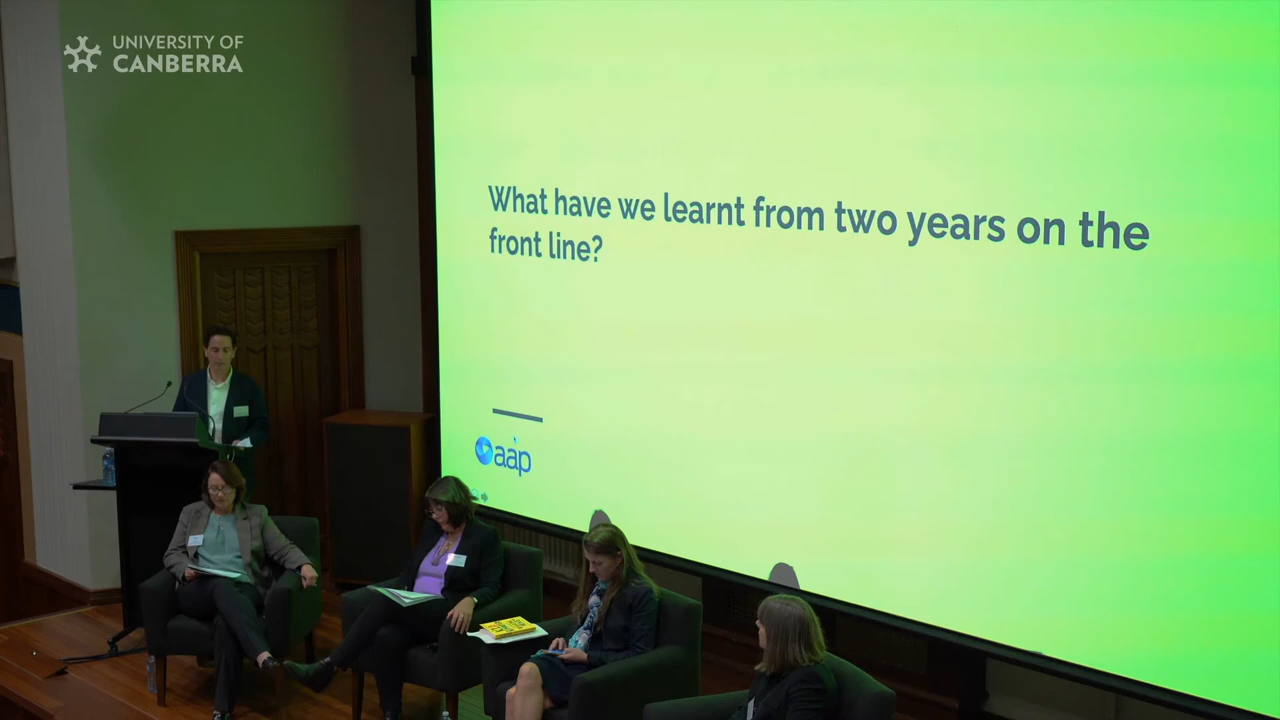 UNIVERSITY OF
CANBERRA
What have we learnt from two years on the
front line?
aap